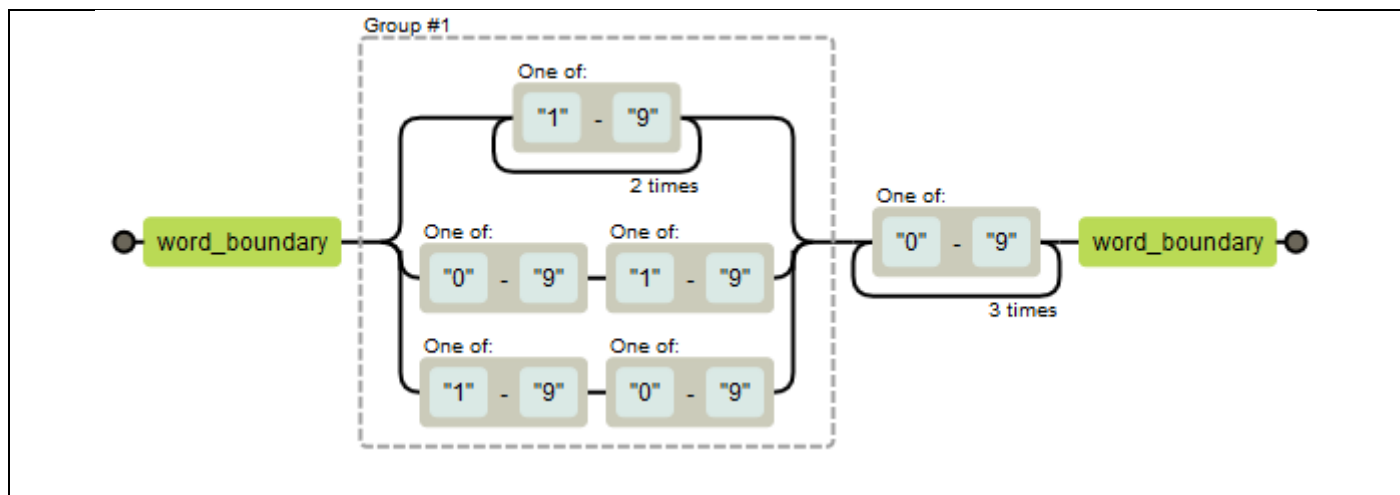 Group #1
One of:
"1" - "9"
2 times
One of:
"0" - "9"
word_boundary
One of: One of:
"0" - "9" "1" - "9"
word_boundary
3 times
One of: One of:
"1" - "9" "0" - "9"